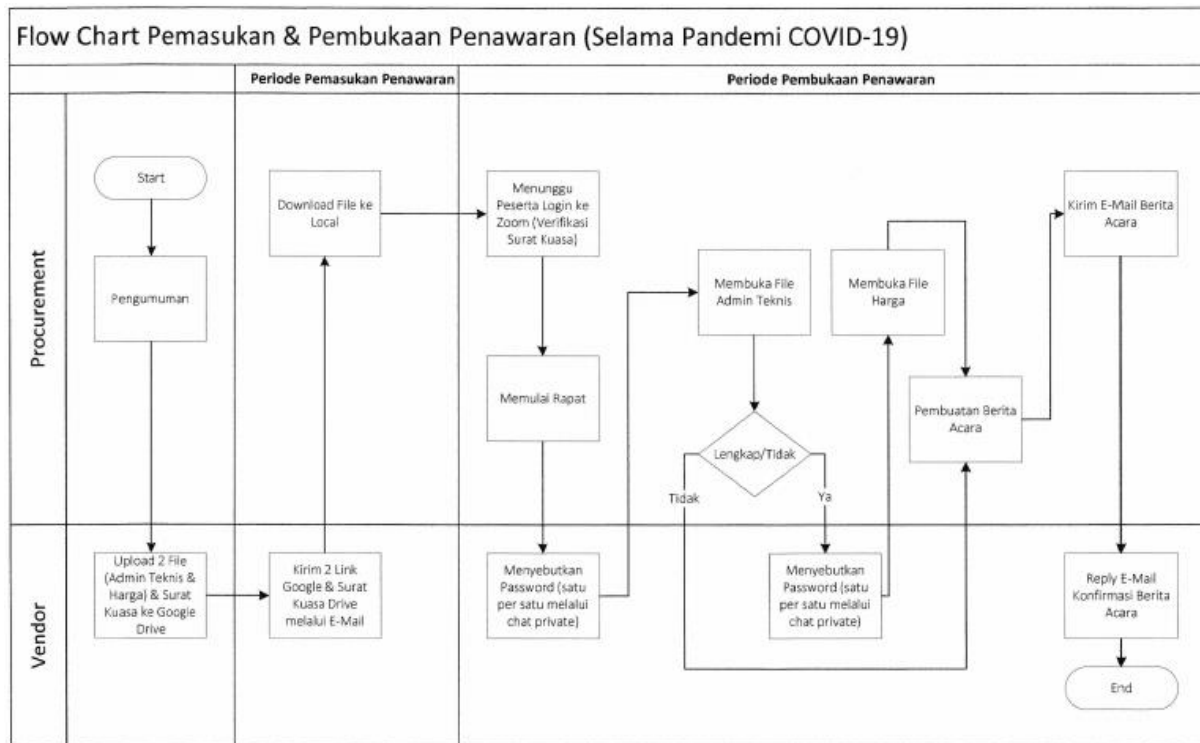 Flow Chart Pemasukan & Pembukaan Penawaran (Selama Pandemi COVID-19)
Periode Pemasukan Penawaran
Periode Pembukaan Penawaran
Procurement
Start
Pengumuman
Download File ke
Local
Menunggu
Peserta Login ke
Zoom (Verifikasi
Surat Kuasa)
Memulai Rapat
Membuka File
Admin Teknis
Lengkap/Tidak
Tidak
Ya
Membuka File
Harga
Pembuatan Berita
Acara
Kirim E-Mail Berita
Acara
Vendor
Upload 2 File
(Admin Teknis &
Harga) & Surat
Kuasa ke Google
Drive
Kirim 2 Link
Google & Surat
Kuasa Drive
melalui E-Mail
Menyebutkan
Password (satu
per satu melalui
chat private)
Menyebutkan
Password (satu
per satu melalui
chat private)
Reply E-Mail
Konfirmasi Berita
Acara
End